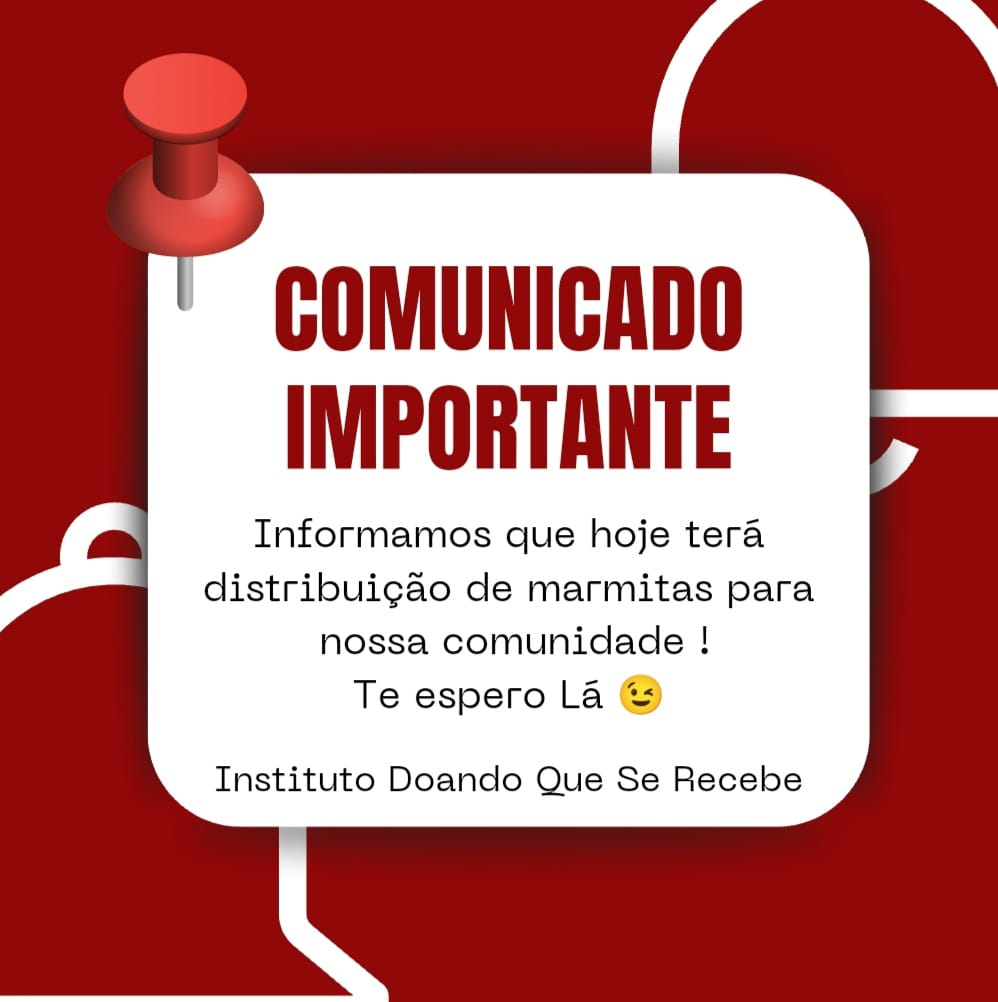 COMUNICADO
IMPORTANTE
Informamos que hoje terá
distribuição de marmitas para
nossa comunidade !
Te espero Lá 😉
Instituto Doando Que Se Recebe